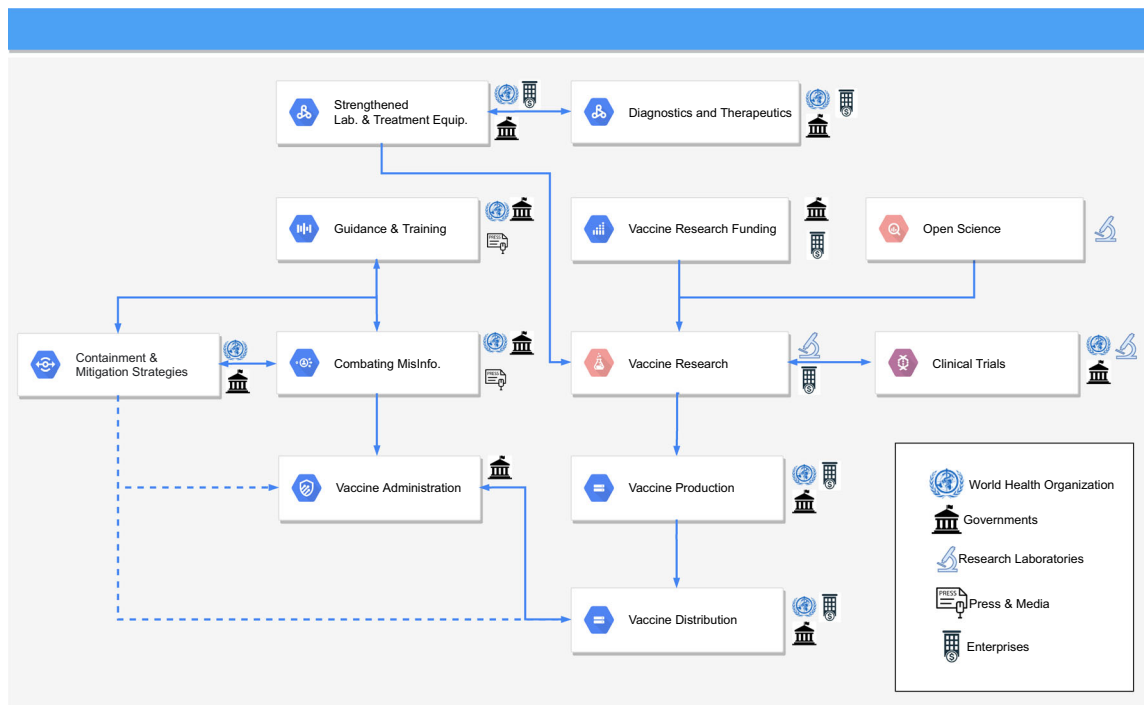 Strengthened
Lab. & Treatment Equip.
Diagnostics and Therapeutics
Guidance & Training
PRESS
Vaccine Research Funding
Open Science
Containment &
Mitigation Strategies
Combating MisInfo.
PRESS
Vaccine Research
Clinical Trials
Vaccine Administration
Vaccine Production
Vaccine Distribution
World Health Organization
Governments
Research Laboratories
PRESS
Press & Media
Enterprises